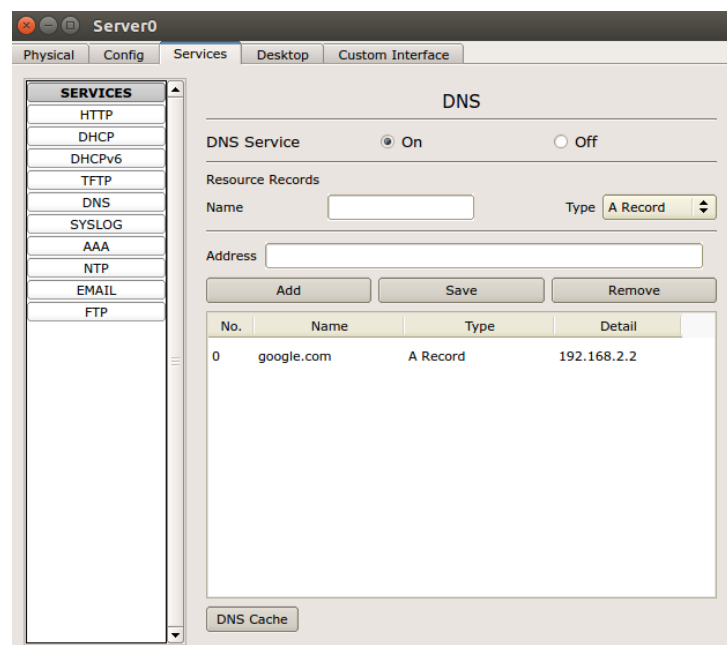 Server0
Physical Config Services Desktop Custom Interface
SERVICES
HTTP
DHCP
DHCPv6
TFTP
DNS
SYSLOG
AAA
NTP
EMAIL
FTP
DNS
DNS Service On Off
Resource Records
Name Type A Record
Address
Add Save Remove
No. Name Type Detail
0 google.com A Record 192.168.2.2
DNS Cache